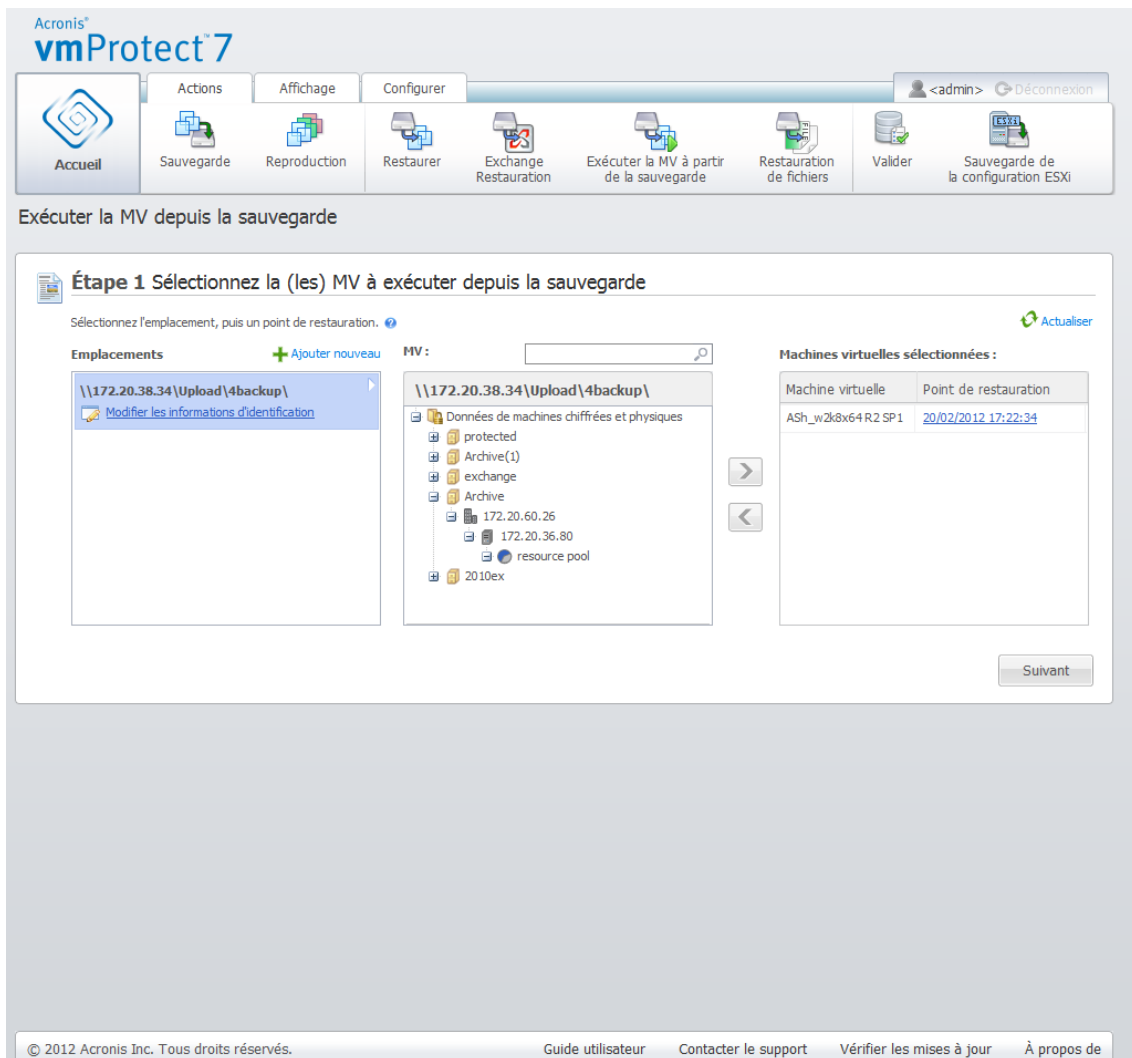 Acronis®
vmProtect™ 7
Actions
Affichage
Configurer
<admin>
Déconnexion
Accueil
Sauvegarde
Reproduction
Restaurer
Exchange
Restauration
Exécuter la MV à partir
de la sauvegarde
Restauration
de fichiers
Valider
ESXi
Sauvegarde de
la configuration ESXi
Exécuter la MV depuis la sauvegarde
Étape 1 Sélectionnez la (les) MV à exécuter depuis la sauvegarde
Sélectionnez l'emplacement, puis un point de restauration. ?
Actualiser
Emplacements
Ajouter nouveau
MV :
Machines virtuelles sélectionnées :
\\172.20.38.34\Upload\4backup\
Modifier les informations d'identification
\\172.20.38.34\Upload\4backup\
Données de machines chiffrées et physiques
protected
Archive(1)
exchange
Archive
172.20.60.26
172.20.36.80
resource pool
2010ex
Machine virtuelle Point de restauration
ASh_w2k8x64 R2 SP1 20/02/2012 17:22:34
Suivant
© 2012 Acronis Inc. Tous droits réservés.
Guide utilisateur Contacter le support Vérifier les mises à jour À propos de